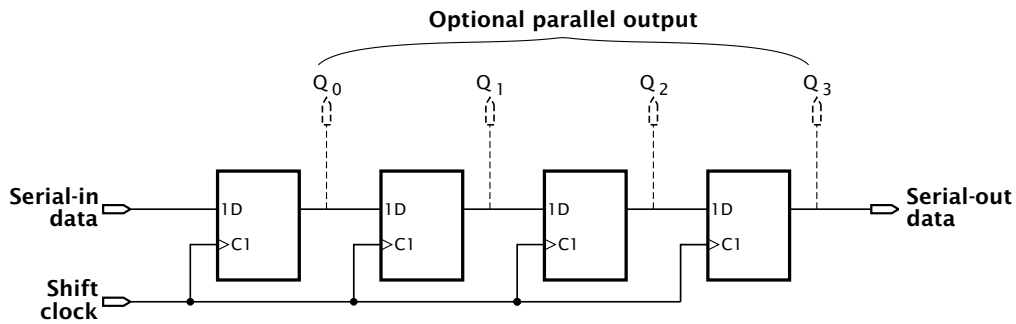 Optional parallel output
Q0
Q1
Q2
Q3
Serial-in
data
1D
C1
1D
C1
1D
C1
1D
C1
Serial-out
data
Shift
clock